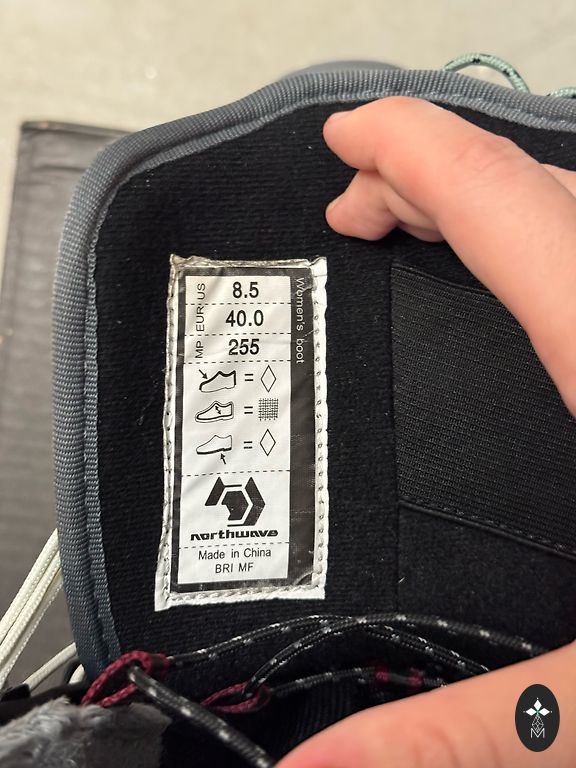 US 8.5
EUR 40.0
MP 255
Women's boot
=
=
=
northwave
Made in China
BRI MF
M